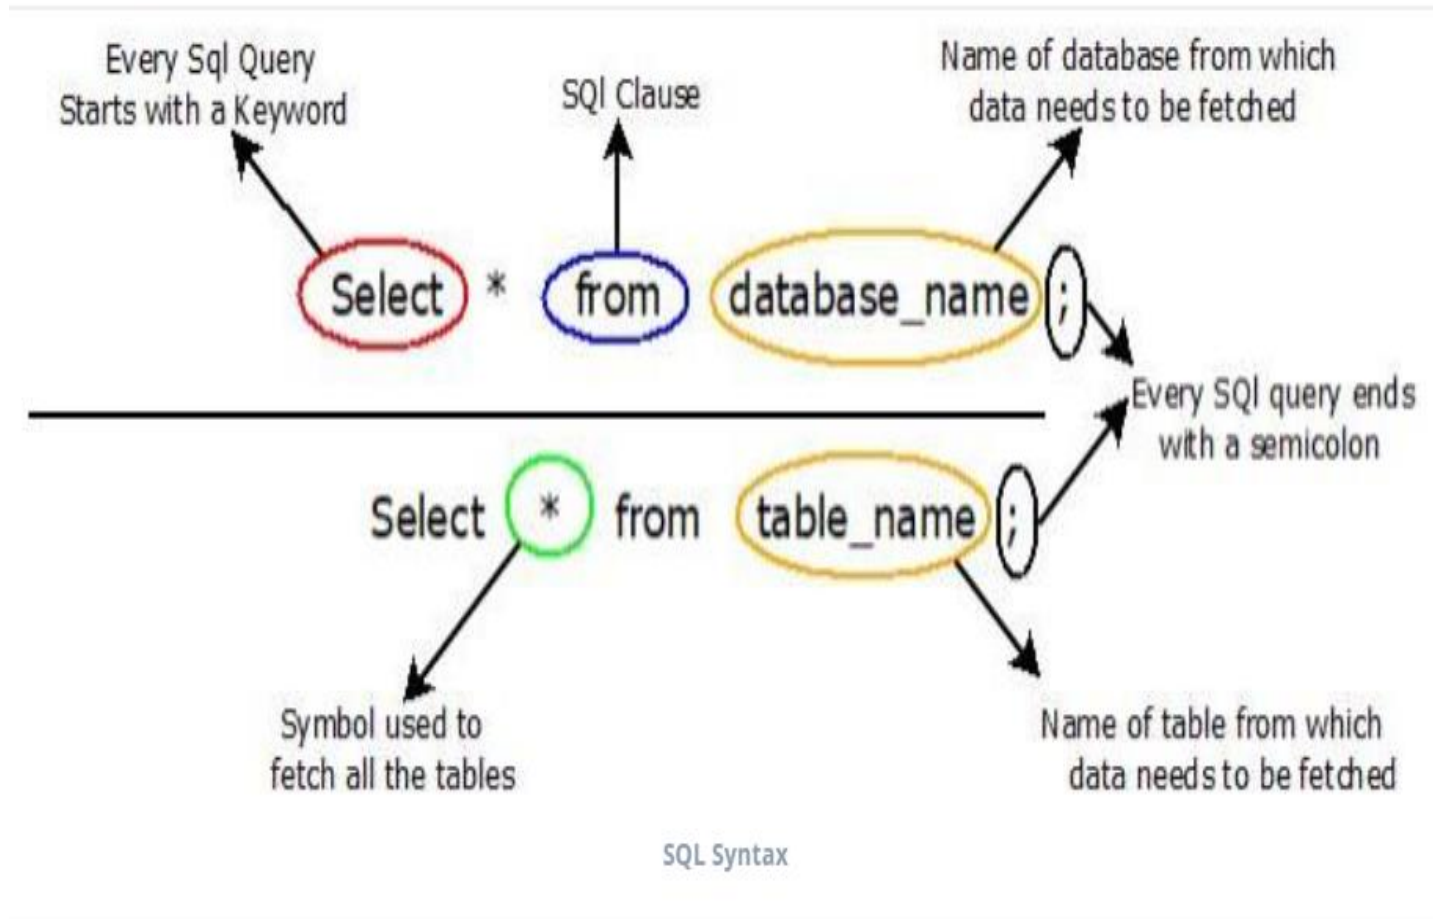 Every Sql Query
Starts with a Keyword
SQl Clause
Name of database from which
data needs to be fetched
Select * from database_name ;
Every SQl query ends
with a semicolon
Select * from table_name ;
Symbol used to
fetch all the tables
Name of table from which
data needs to be fetched
SQL Syntax